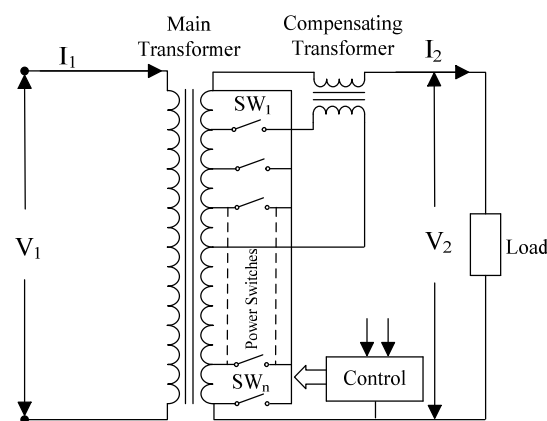 Main
Transformer
Compensating
Transformer
I1
I2
SW1
V1
V2
Load
Power Switches
SWn
Control